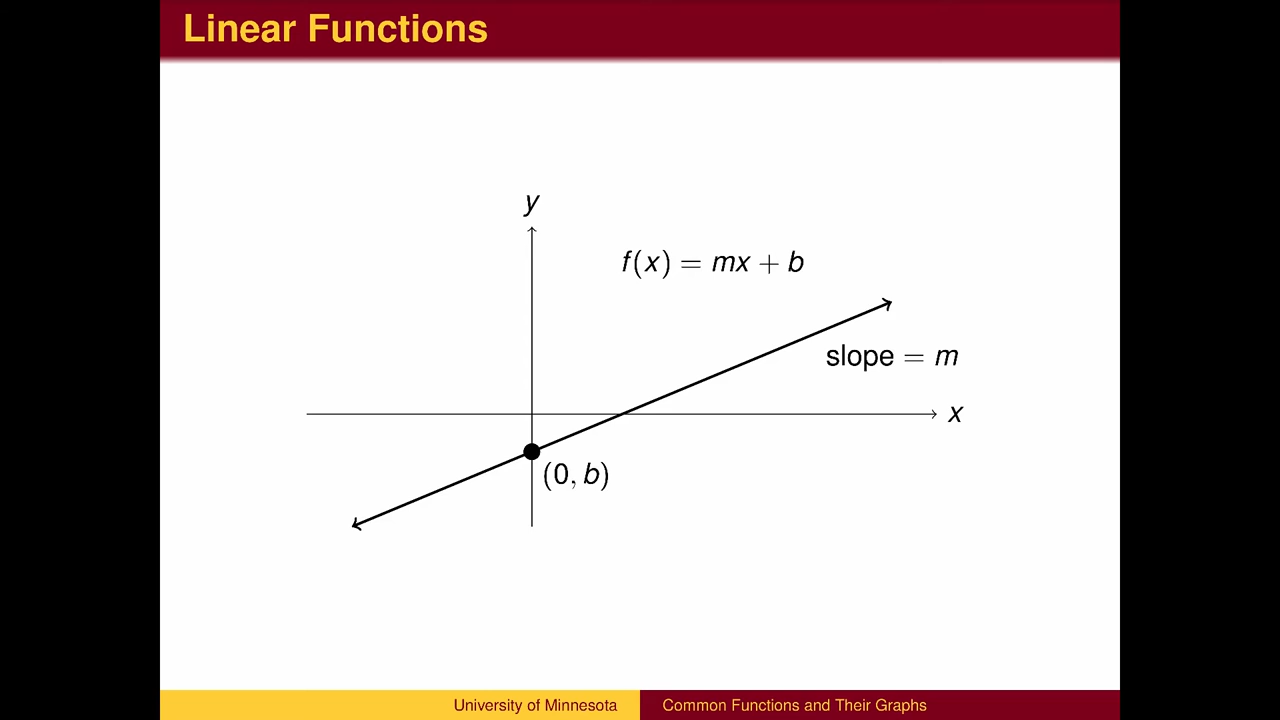 Linear Functions
y
f(x) = mx + b
slope = m
x
(0, b)
University of Minnesota
Common Functions and Their Graphs